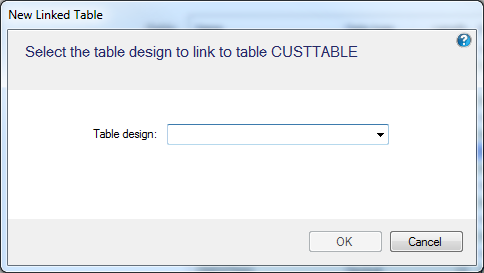 New Linked Table
Select the table design to link to table CUSTTABLE
?
Table design:
OK
Cancel